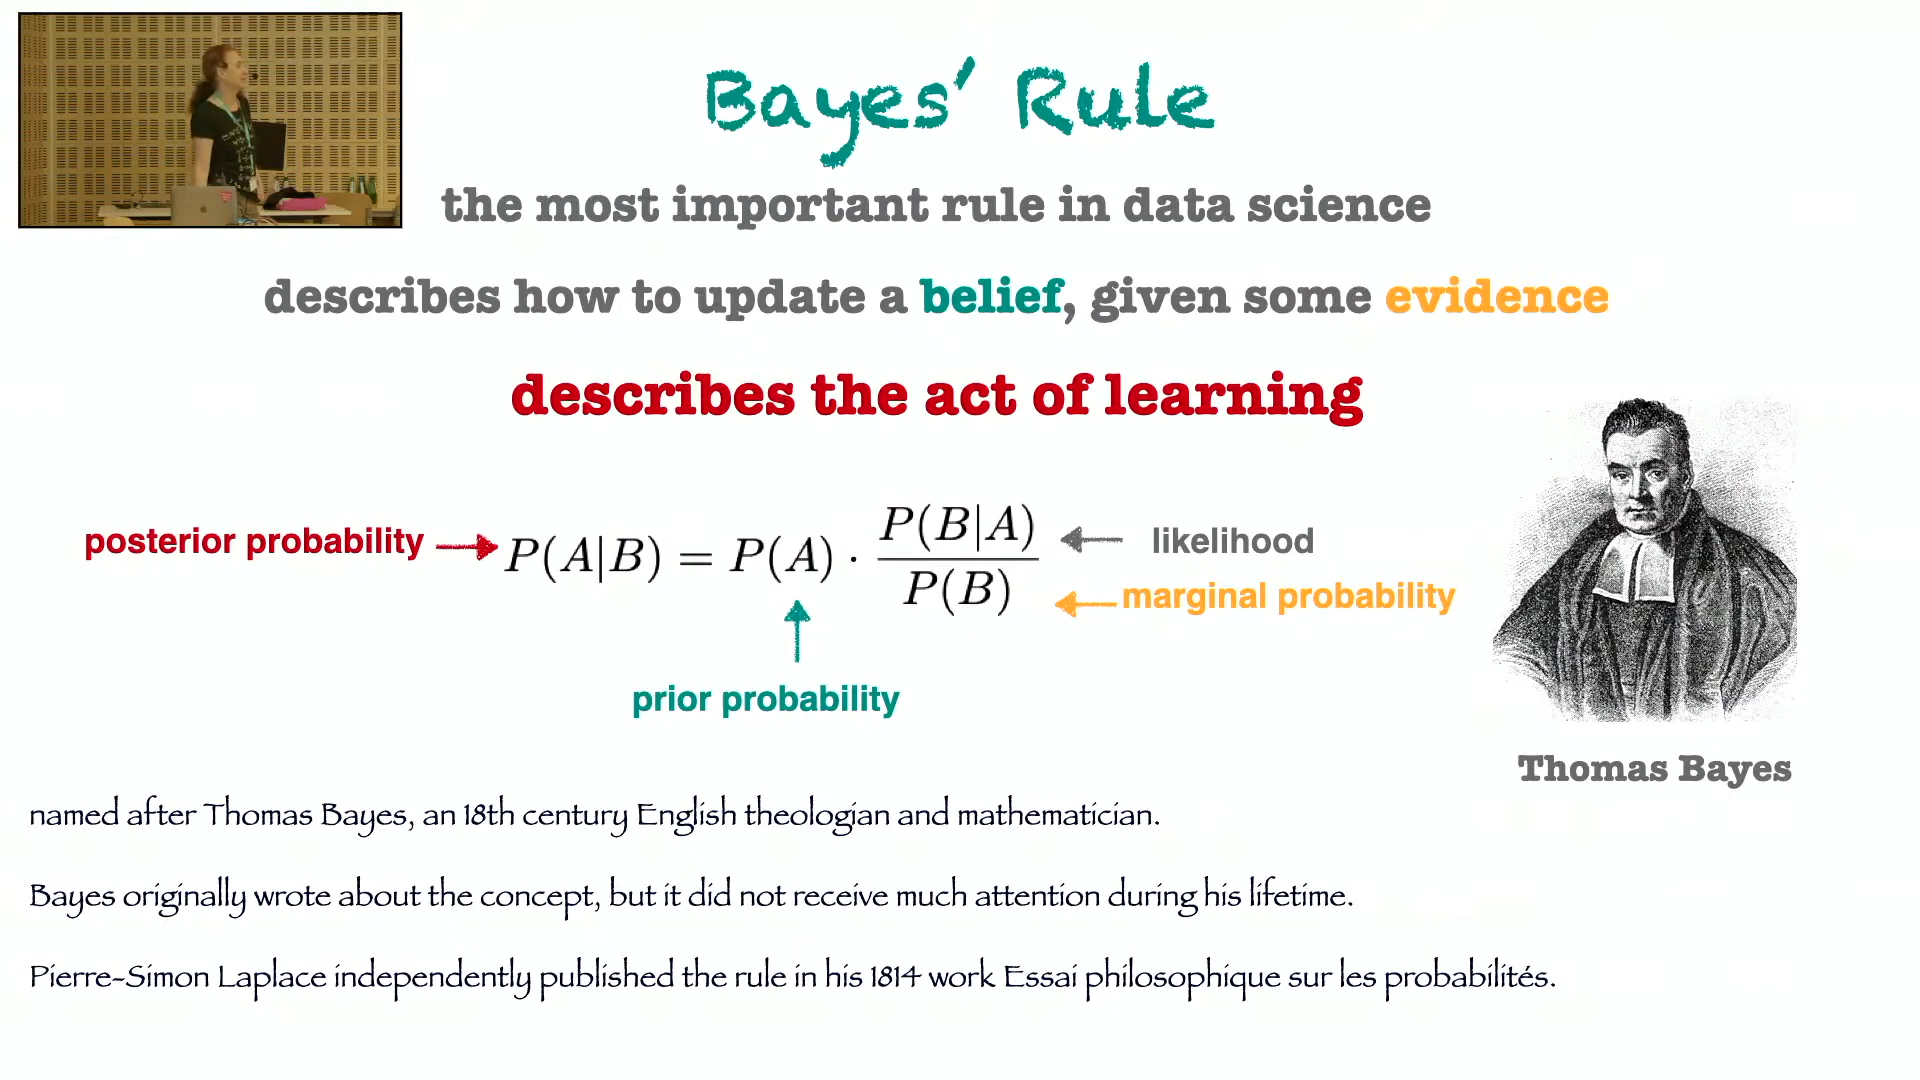 Bayes' Rule
the most important rule in data science
describes how to update a belief, given some evidence
describes the act of learning
posterior probability
P(A|B) = P(A) · P(B|A) / P(B)
likelihood
marginal probability
prior probability
Thomas Bayes
named after Thomas Bayes, an 18th century English theologian and mathematician.
Bayes originally wrote about the concept, but it did not receive much attention during his lifetime.
Pierre-Simon Laplace independently published the rule in his 1814 work Essai philosophique sur les probabilités.